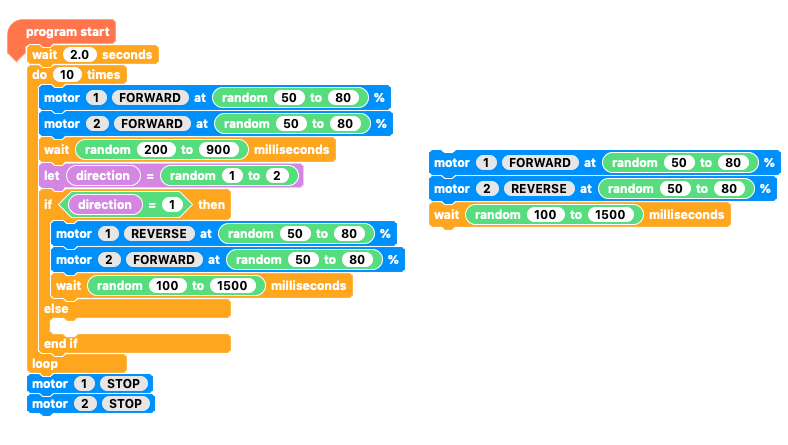 program start
wait 2.0 seconds
do 10 times
motor 1 FORWARD at random 50 to 80 %
motor 2 FORWARD at random 50 to 80 %
wait random 200 to 900 milliseconds
let direction = random 1 to 2
if direction = 1 then
motor 1 REVERSE at random 50 to 80 %
motor 2 FORWARD at random 50 to 80 %
wait random 100 to 1500 milliseconds
else
end if
loop
motor 1 STOP
motor 2 STOP
motor 1 FORWARD at random 50 to 80 %
motor 2 REVERSE at random 50 to 80 %
wait random 100 to 1500 milliseconds